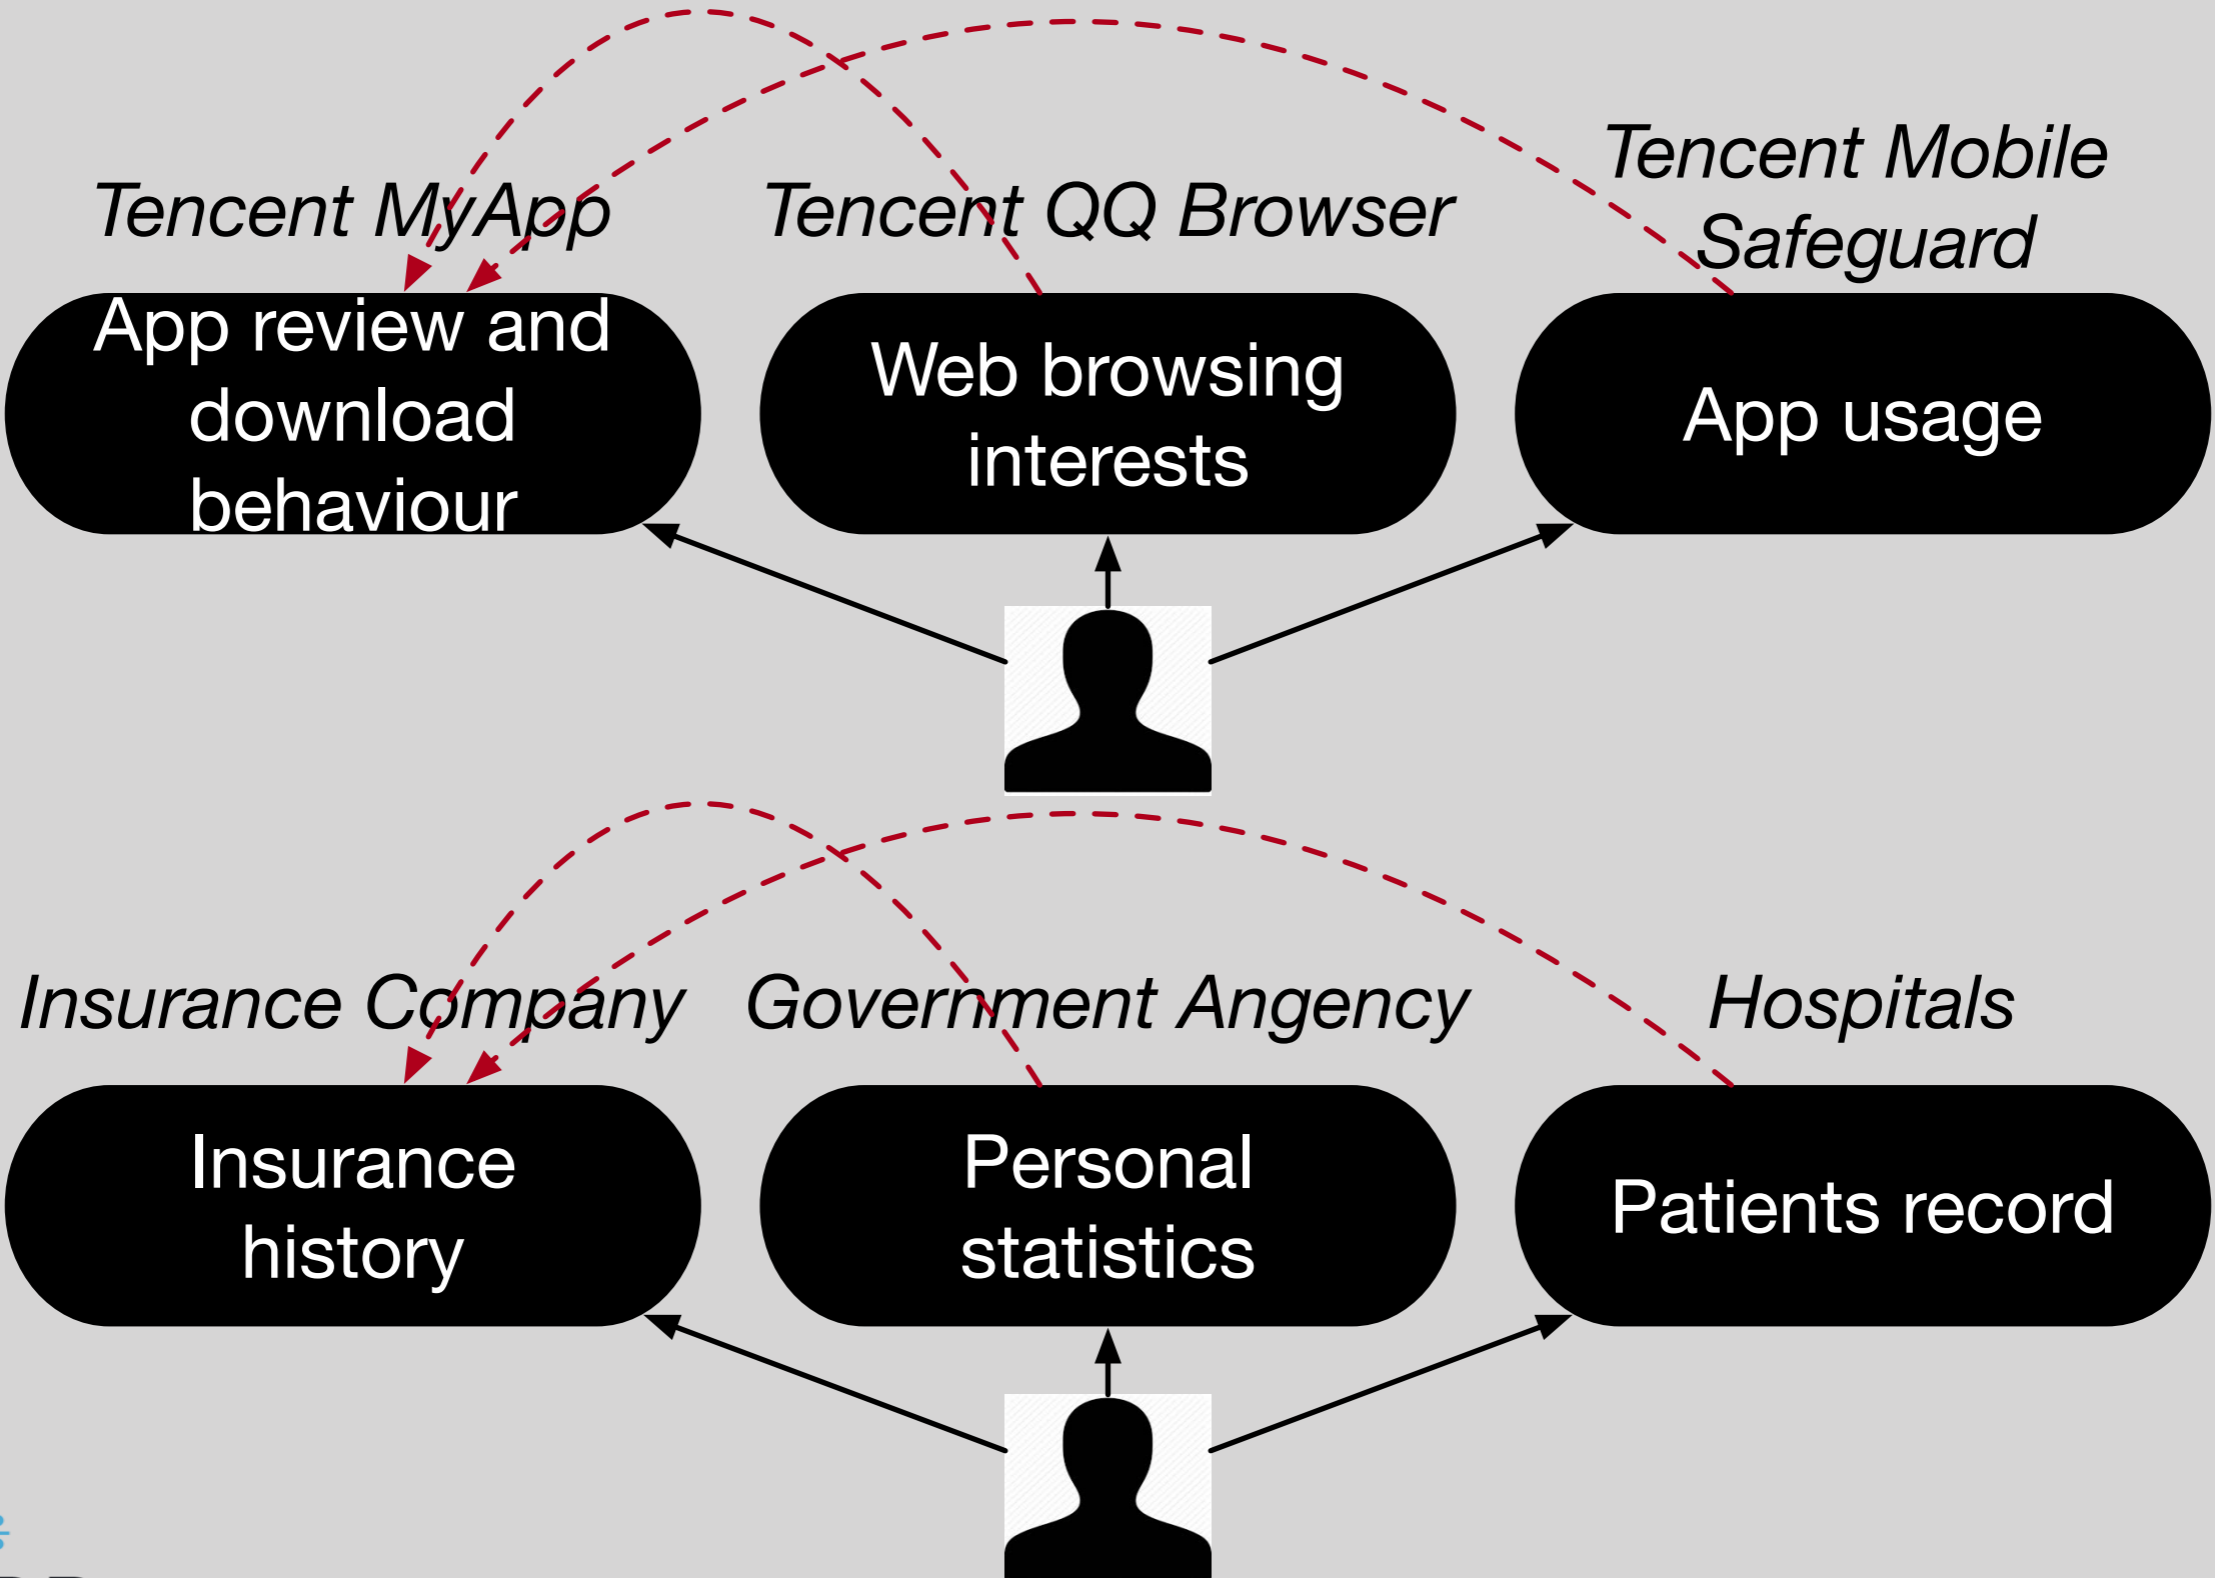 Tencent MyApp
Tencent QQ Browser
Tencent Mobile
Safeguard
App review and
download
behaviour
Web browsing
interests
App usage
Insurance Company
Government Angency
Hospitals
Insurance
history
Personal
statistics
Patients record